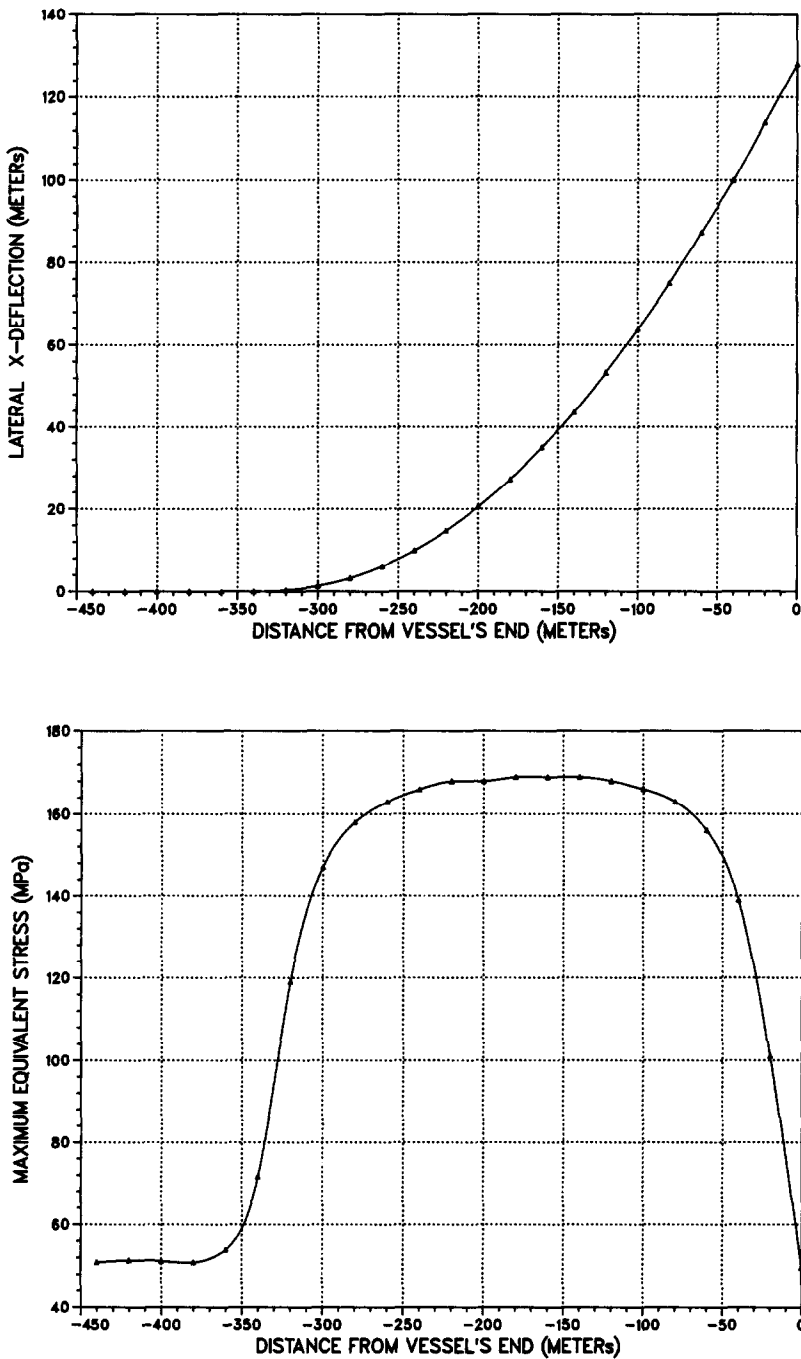 140
120
100
80
60
40
20
0
LATERAL X-DEFLECTION (METERs)
-450 -400 -350 -300 -250 -200 -150 -100 -50 0
DISTANCE FROM VESSEL'S END (METERs)
180
160
140
120
100
80
60
40
MAXIMUM EQUIVALENT STRESS (MPa)
-450 -400 -350 -300 -250 -200 -150 -100 -50 0
DISTANCE FROM VESSEL'S END (METERs)